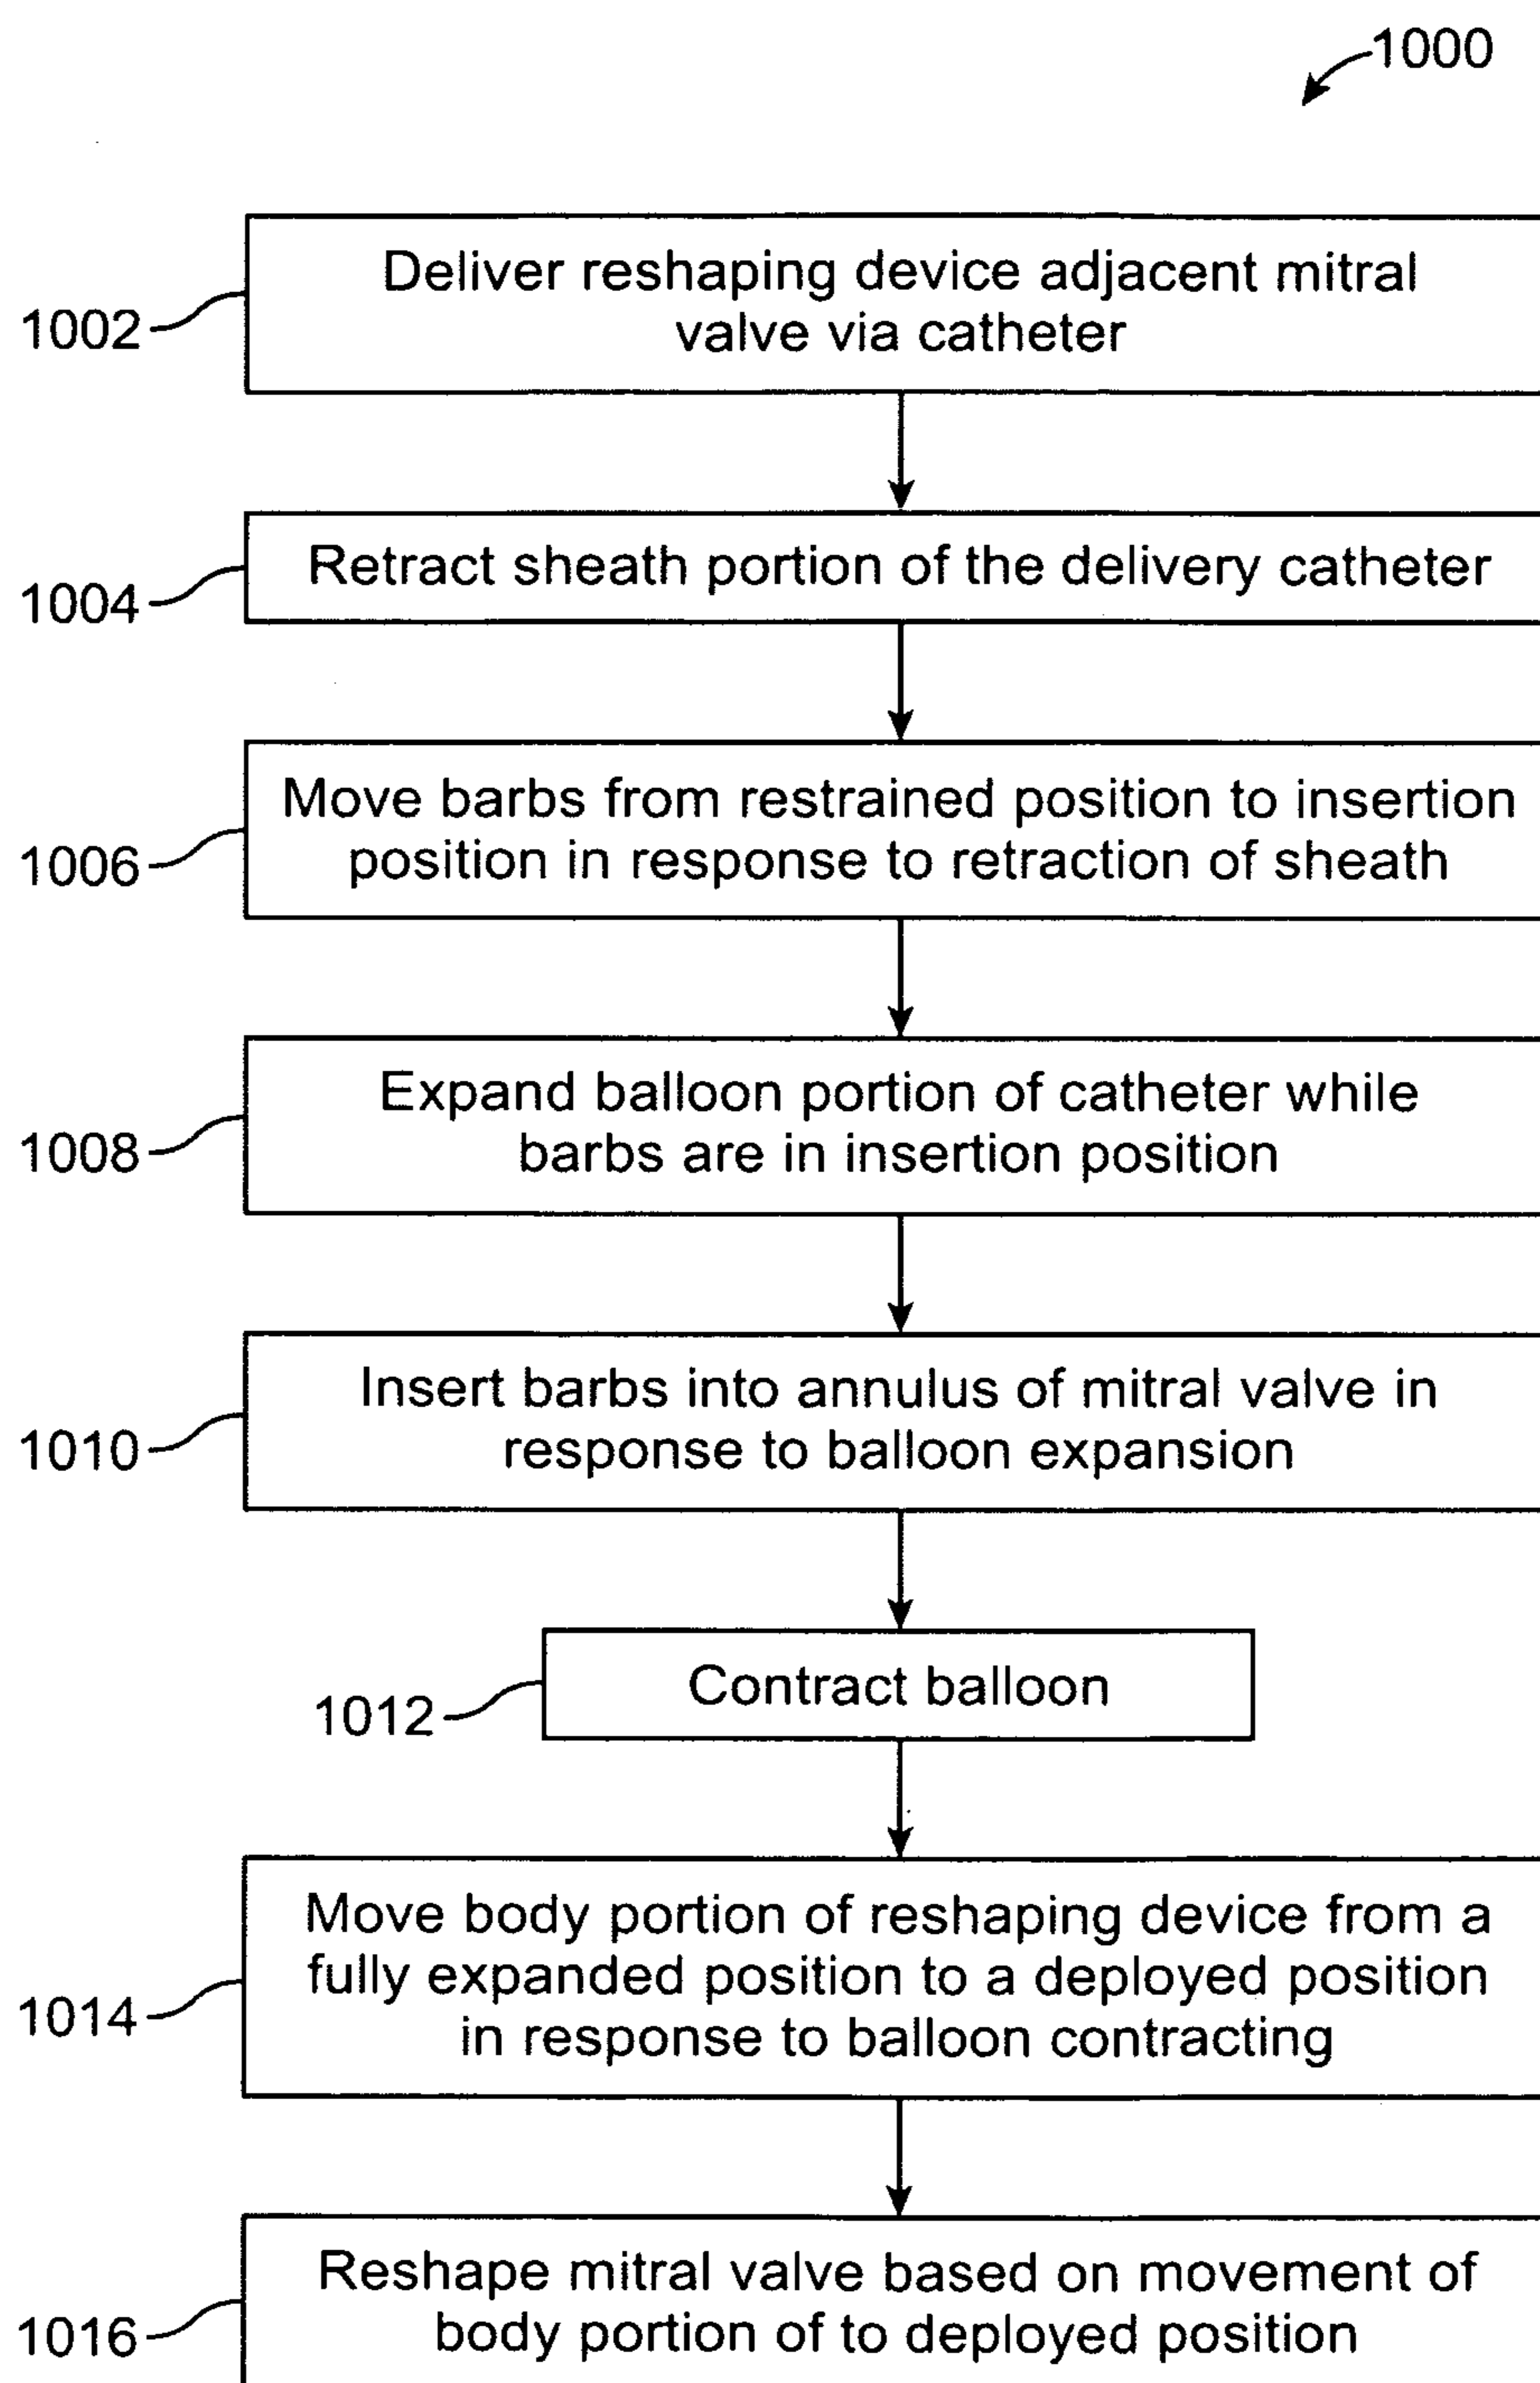 1000
Deliver reshaping device adjacent mitral
valve via catheter
1002
Retract sheath portion of the delivery catheter
1004
Move barbs from restrained position to insertion
position in response to retraction of sheath
1006
Expand balloon portion of catheter while
barbs are in insertion position
1008
Insert barbs into annulus of mitral valve in
response to balloon expansion
1010
Contract balloon
1012
Move body portion of reshaping device from a
fully expanded position to a deployed position
in response to balloon contracting
1014
Reshape mitral valve based on movement of
body portion of to deployed position
1016